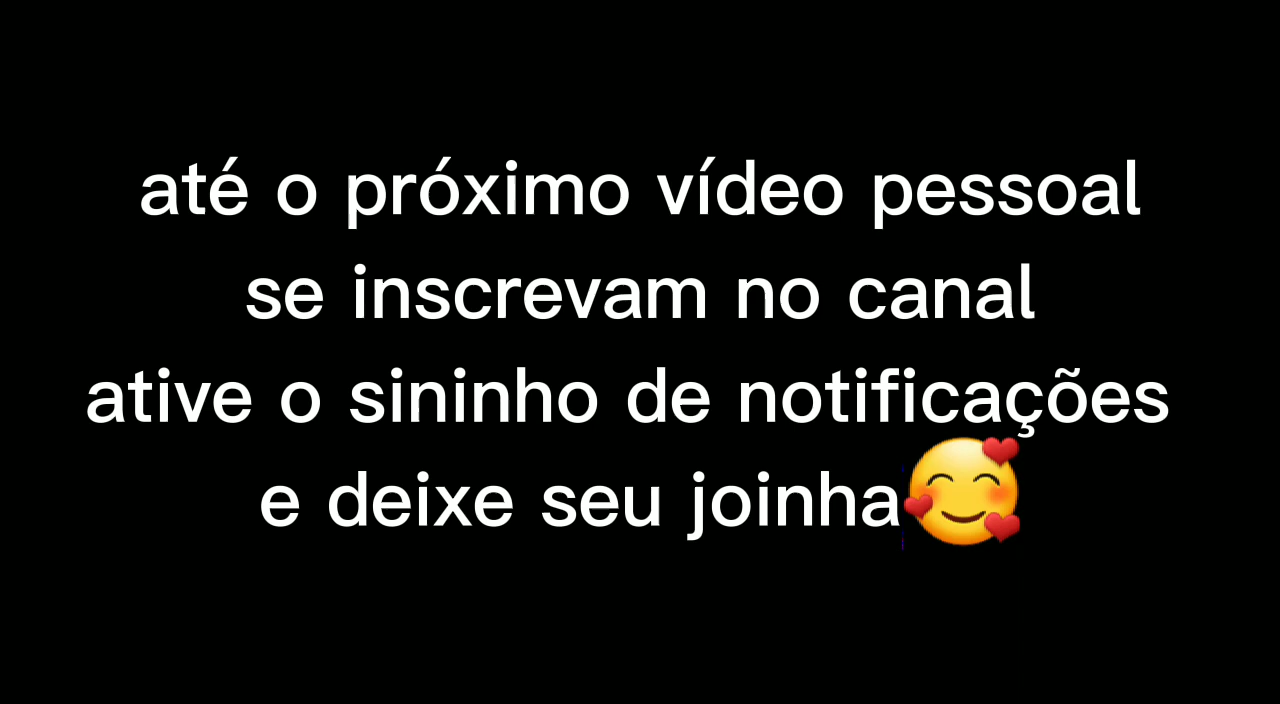 até o próximo vídeo pessoal
se inscrevam no canal
ative o sininho de notificações
e deixe seu joinha🥰